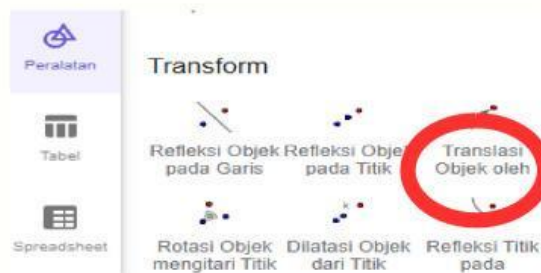 Peralatan
Transform
Tabel
Refleksi Objek
pada Garis
Refleksi Objek
pada Titik
Translasi
Objek oleh
Spreadsheet
Rotasi Objek
mengitari Titik
Dilatasi Objek
dari Titik
Refleksi Titik
pada